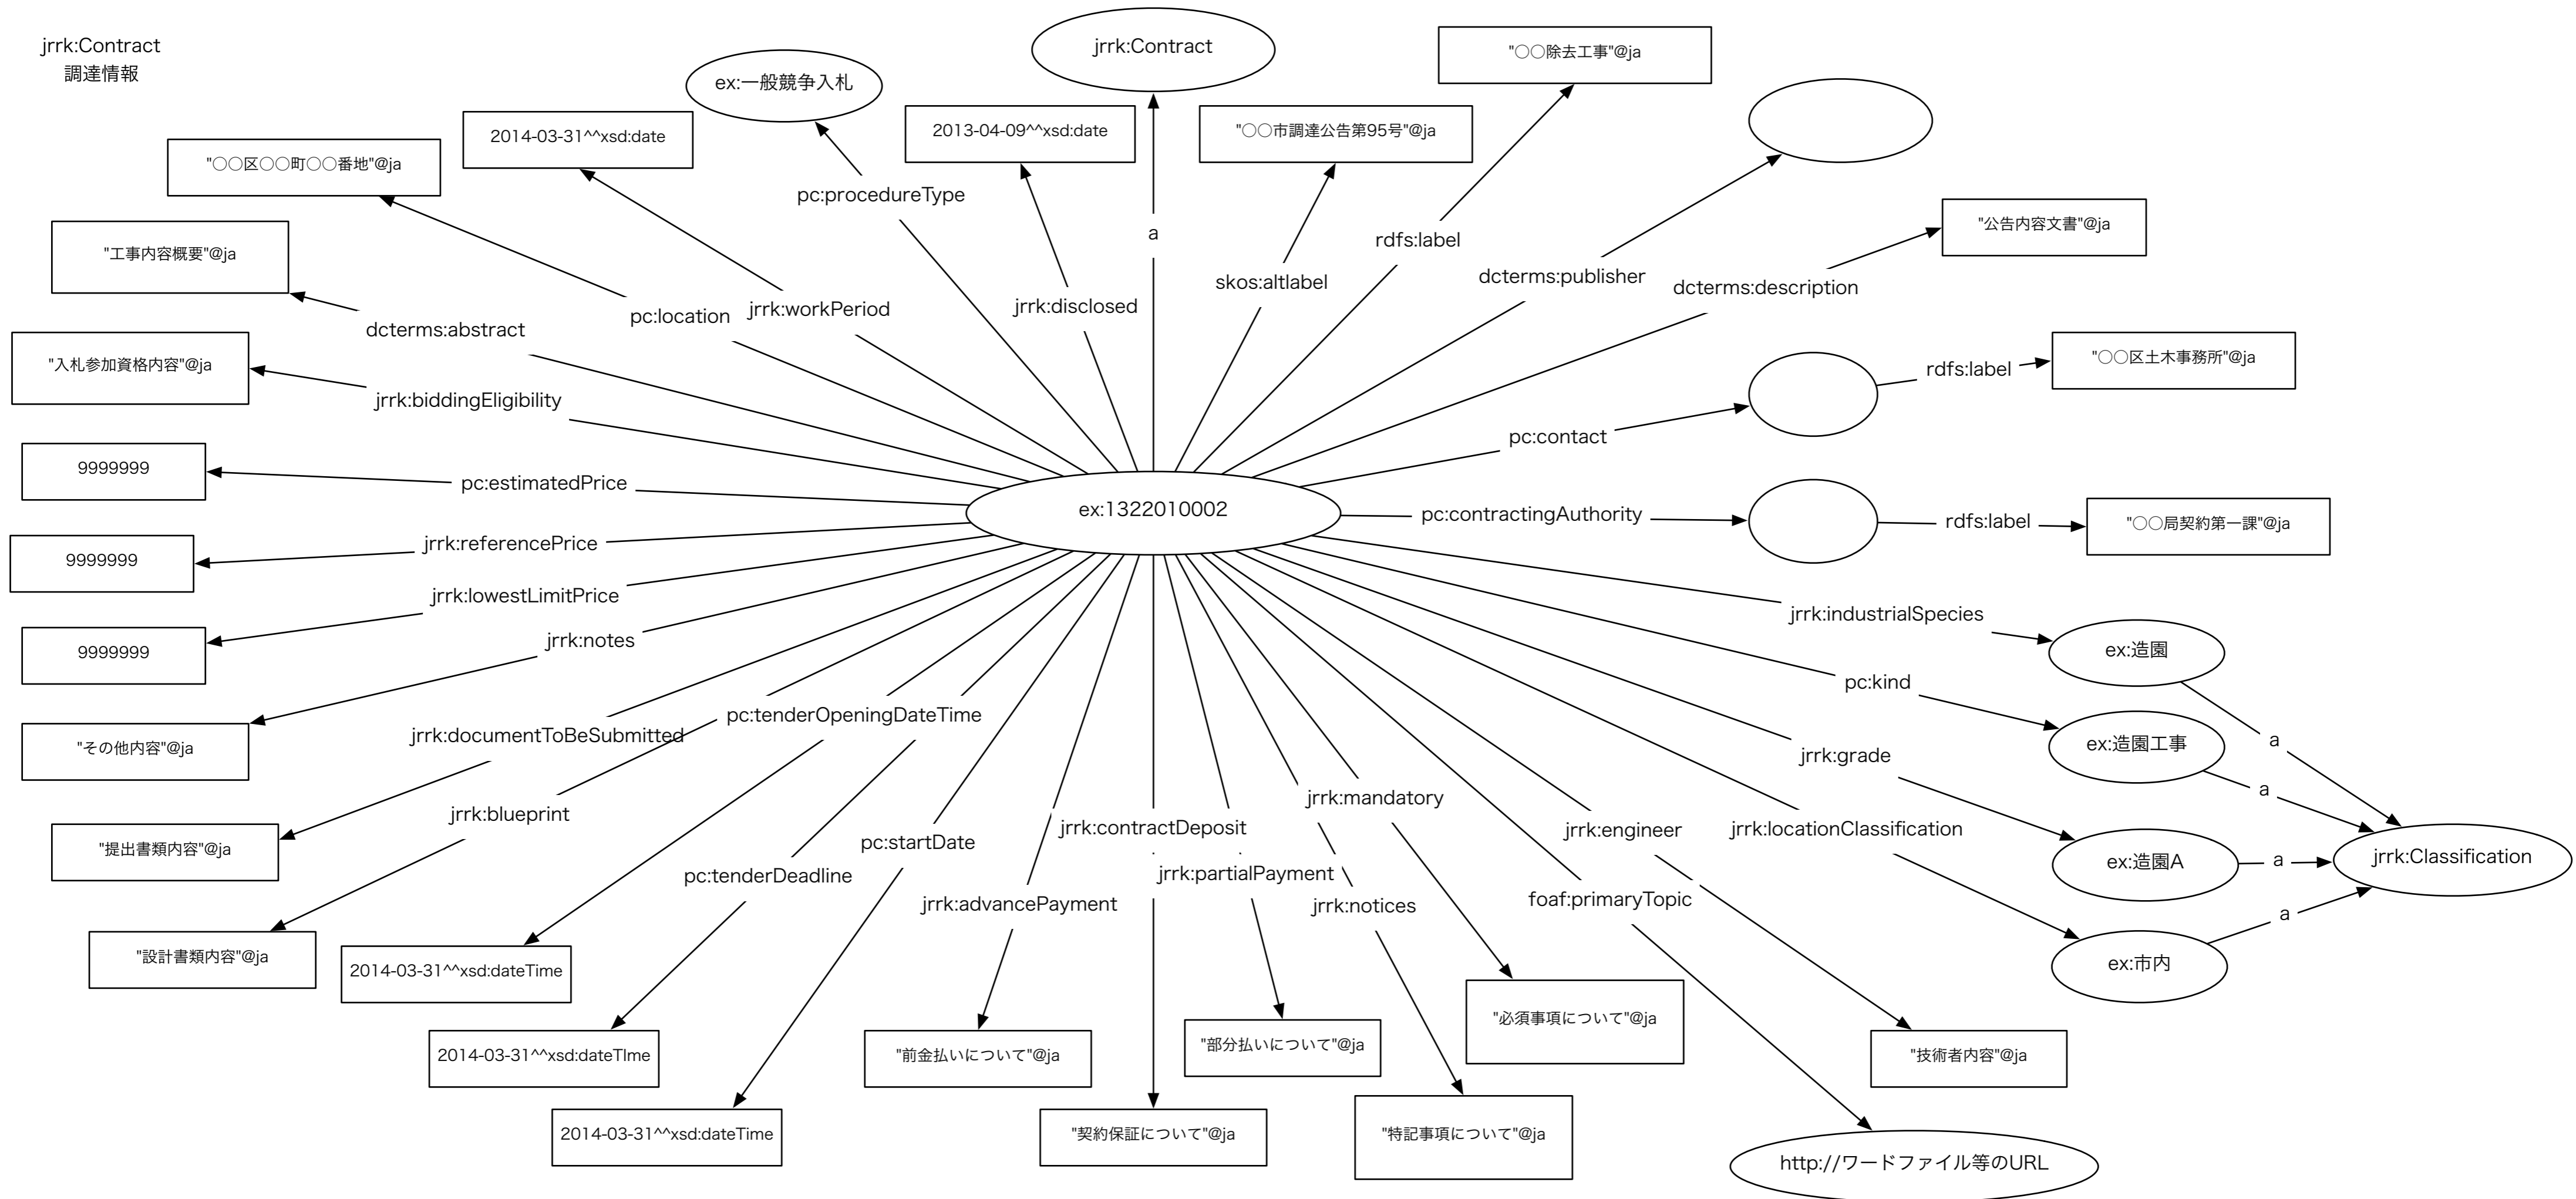 jrrk:Contract
調達情報
jrrk:Contract
"○○除去工事"@ja
ex:一般競争入札
2014-03-31^^xsd:date
2013-04-09^^xsd:date
"○○市調達公告第95号"@ja
"○○区○○町○○番地"@ja
pc:procedureType
a
rdfs:label
"公告内容文書"@ja
"工事内容概要"@ja
skos:altlabel
dcterms:publisher
dcterms:description
pc:location
jrrk:workPeriod
jrrk:disclosed
dcterms:abstract
"入札参加資格内容"@ja
rdfs:label
"○○区土木事務所"@ja
jrrk:biddingEligibility
pc:contact
9999999
pc:estimatedPrice
ex:1322010002
pc:contractingAuthority
rdfs:label
"○○局契約第一課"@ja
9999999
jrrk:referencePrice
jrrk:lowestLimitPrice
jrrk:industrialSpecies
9999999
jrrk:notes
ex:造園
pc:kind
"その他内容"@ja
jrrk:documentToBeSubmitted
pc:tenderOpeningDateTime
a
ex:造園工事
jrrk:grade
a
jrrk:mandatory
jrrk:blueprint
jrrk:contractDeposit
jrrk:engineer
jrrk:locationClassification
"提出書類内容"@ja
pc:startDate
ex:造園A
a
jrrk:Classification
pc:tenderDeadline
jrrk:partialPayment
jrrk:advancePayment
jrrk:notices
foaf:primaryTopic
a
"設計書類内容"@ja
2014-03-31^^xsd:dateTime
ex:市内
"必須事項について"@ja
2014-03-31^^xsd:dateTIme
"前金払いについて"@ja
"部分払いについて"@ja
"技術者内容"@ja
2014-03-31^^xsd:dateTime
"契約保証について"@ja
"特記事項について"@ja
http://ワードファイル等のURL